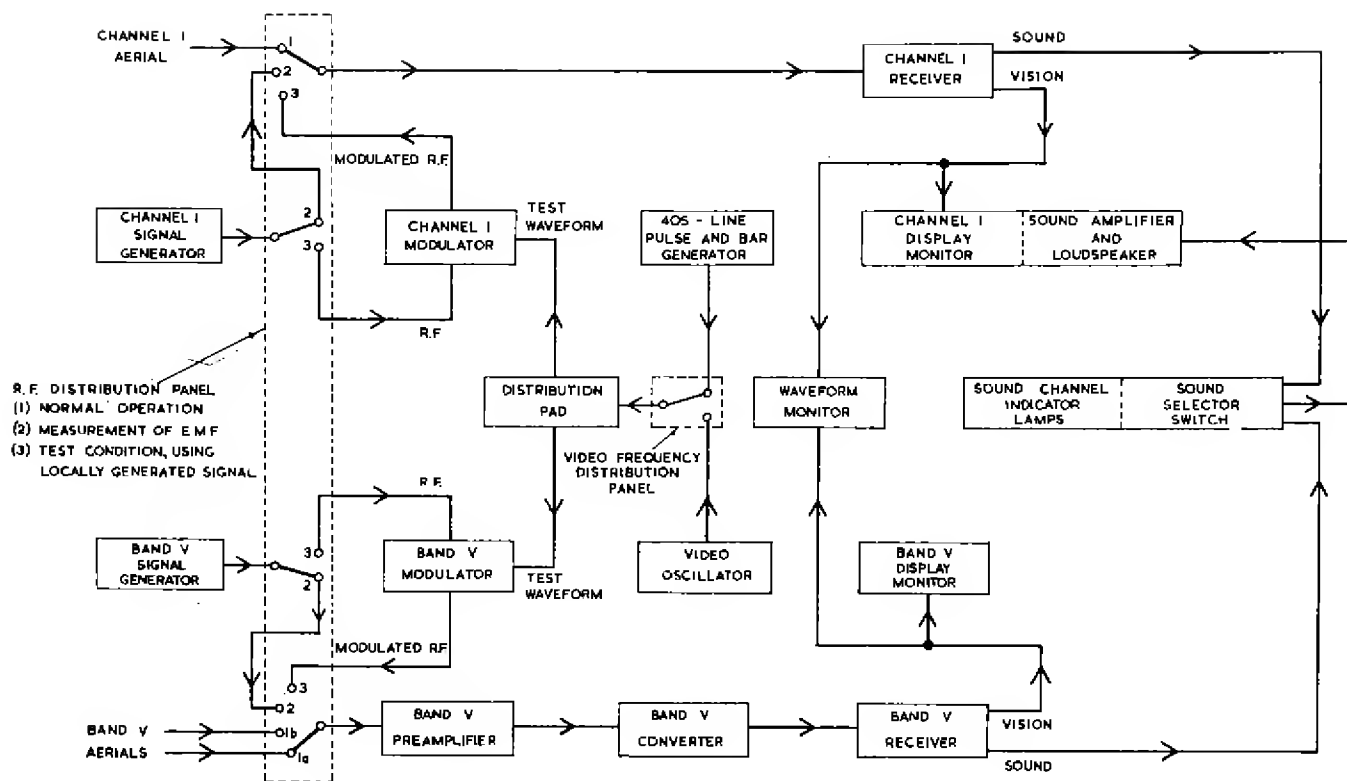 CHANNEL I
AERIAL
1
2
3
SOUND
CHANNEL I
RECEIVER
VISION
MODULATED R.F.
CHANNEL I
SIGNAL
GENERATOR
2
3
CHANNEL I
MODULATOR
TEST
WAVEFORM
405 - LINE
PULSE AND BAR
GENERATOR
CHANNEL I
DISPLAY
MONITOR
SOUND AMPLIFIER
AND
LOUDSPEAKER
R.F.
R.F. DISTRIBUTION PANEL
(1) NORMAL OPERATION
(2) MEASUREMENT OF E.M.F
(3) TEST CONDITION, USING
LOCALLY GENERATED SIGNAL
DISTRIBUTION
PAD
WAVEFORM
MONITOR
SOUND CHANNEL
INDICATOR
LAMPS
SOUND
SELECTOR
SWITCH
VIDEO FREQUENCY
DISTRIBUTION
PANEL
R.F.
BAND V
SIGNAL
GENERATOR
3
2
BAND V
MODULATOR
TEST
WAVEFORM
VIDEO
OSCILLATOR
BAND V
DISPLAY
MONITOR
MODULATED R.F.
3
2
1b
1a
BAND V
AERIALS
BAND V
PREAMPLIFIER
BAND V
CONVERTER
BAND V
RECEIVER
VISION
SOUND